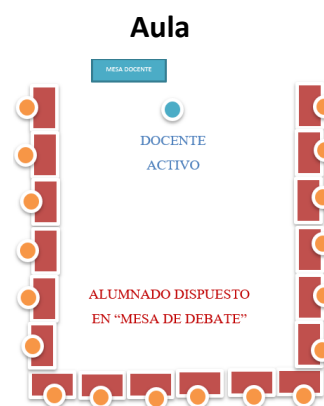 Aula
MESA DOCENTE
DOCENTE
ACTIVO
ALUMNADO DISPUESTO
EN “MESA DE DEBATE”